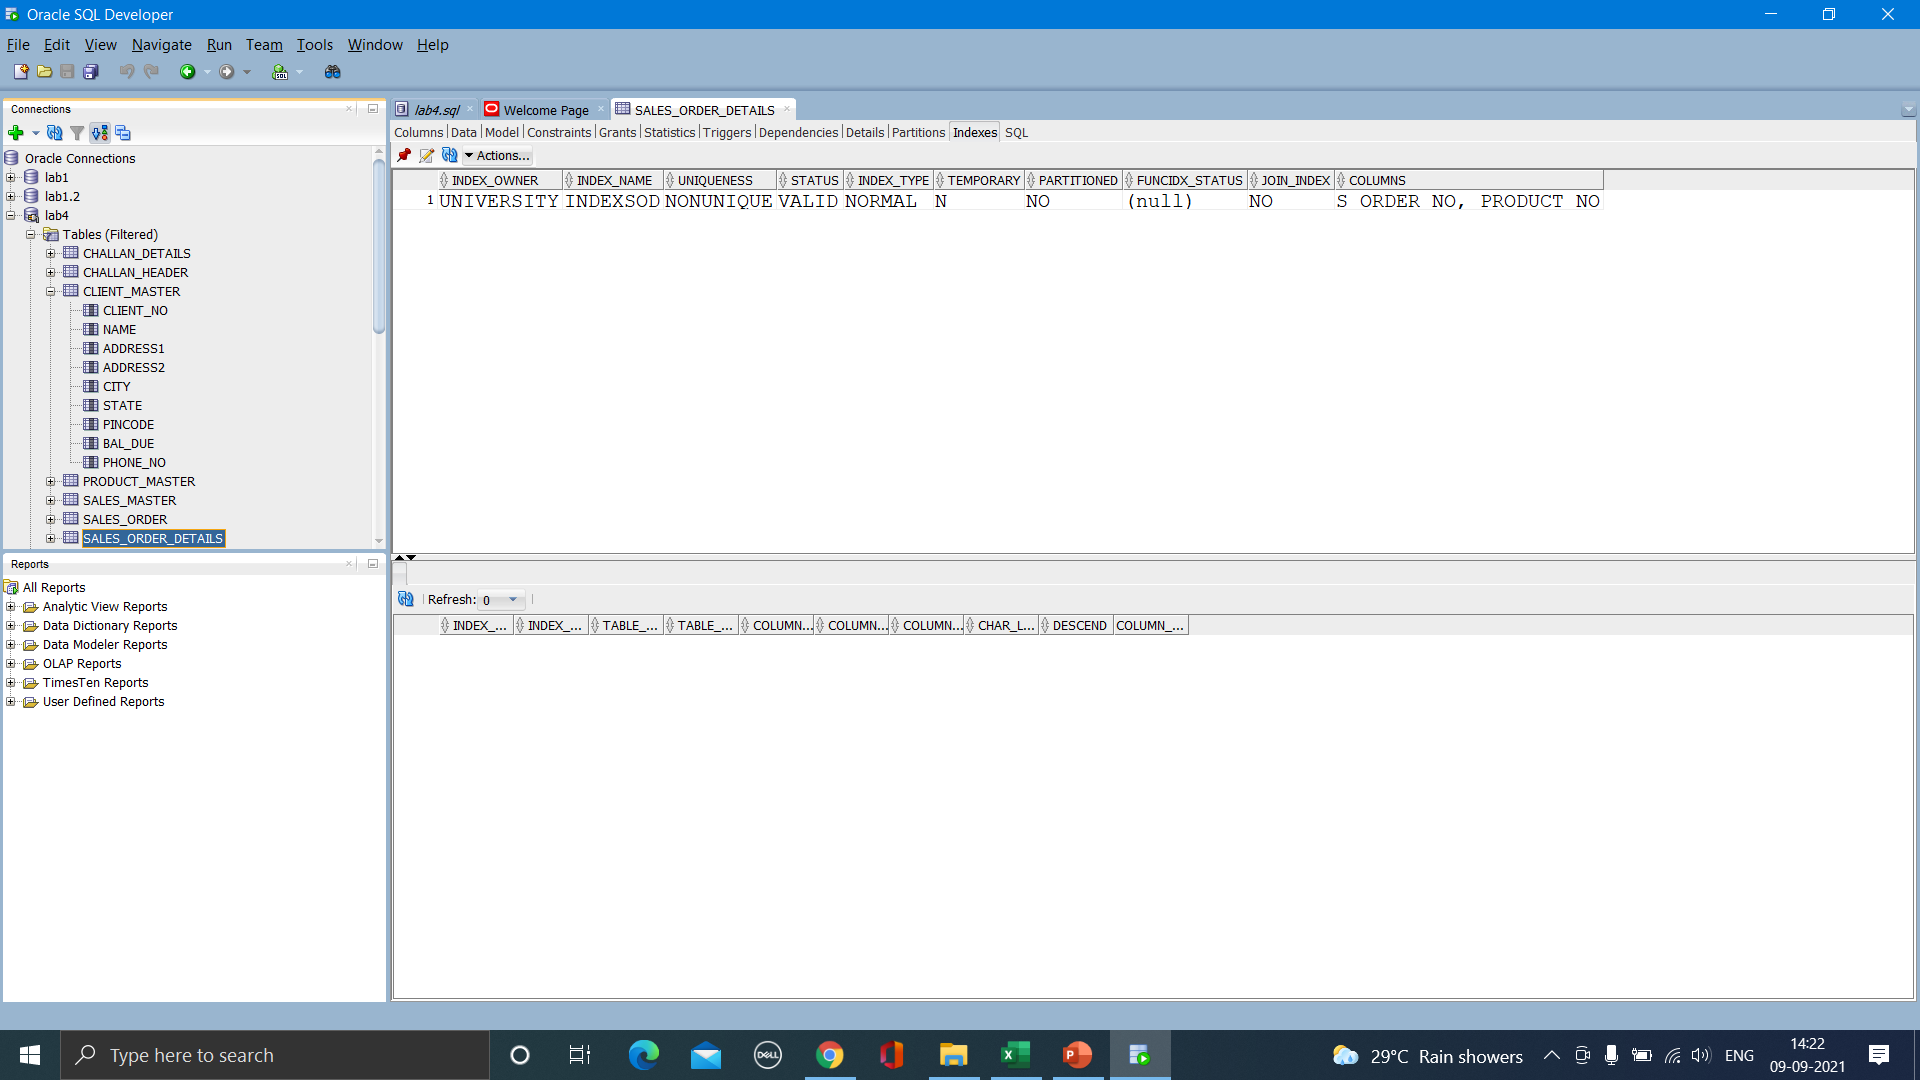 Oracle SQL Developer
File Edit View Navigate Run Team Tools Window Help
Connections
Oracle Connections
lab1
lab1.2
lab4
Tables (Filtered)
CHALLAN_DETAILS
CHALLAN_HEADER
CLIENT_MASTER
CLIENT_NO
NAME
ADDRESS1
ADDRESS2
CITY
STATE
PINCODE
BAL_DUE
PHONE_NO
PRODUCT_MASTER
SALES_MASTER
SALES_ORDER
SALES_ORDER_DETAILS
Reports
All Reports
Analytic View Reports
Data Dictionary Reports
Data Modeler Reports
OLAP Reports
TimesTen Reports
User Defined Reports
lab4.sql Welcome Page SALES_ORDER_DETAILS
Columns Data Model Constraints Grants Statistics Triggers Dependencies Details Partitions Indexes SQL
Actions...
INDEX_OWNER INDEX_NAME UNIQUENESS STATUS INDEX_TYPE TEMPORARY PARTITIONED FUNCIDX_STATUS JOIN_INDEX COLUMNS
1 UNIVERSITY INDEXSOD NONUNIQUE VALID NORMAL N NO (null) NO S ORDER NO, PRODUCT NO
Refresh: 0
INDEX_... INDEX_... TABLE_... TABLE_... COLUMN... COLUMN... COLUMN... CHAR_L... DESCEND COLUMN_...
Type here to search
DELL
29°C Rain showers
ENG
14:22
09-09-2021